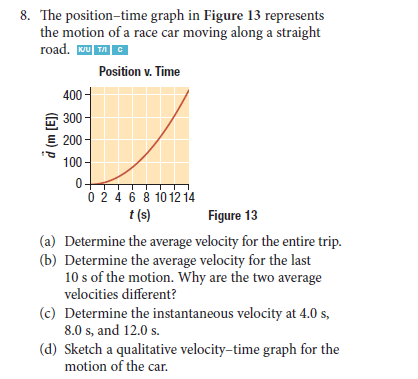 8. The position–time graph in Figure 13 represents
the motion of a race car moving along a straight
road. K/U T/I C
Position v. Time
400
300
200
100
0
d⃗ (m [E])
0 2 4 6 8 10 12 14
t (s)
Figure 13
(a) Determine the average velocity for the entire trip.
(b) Determine the average velocity for the last
10 s of the motion. Why are the two average
velocities different?
(c) Determine the instantaneous velocity at 4.0 s,
8.0 s, and 12.0 s.
(d) Sketch a qualitative velocity–time graph for the
motion of the car.